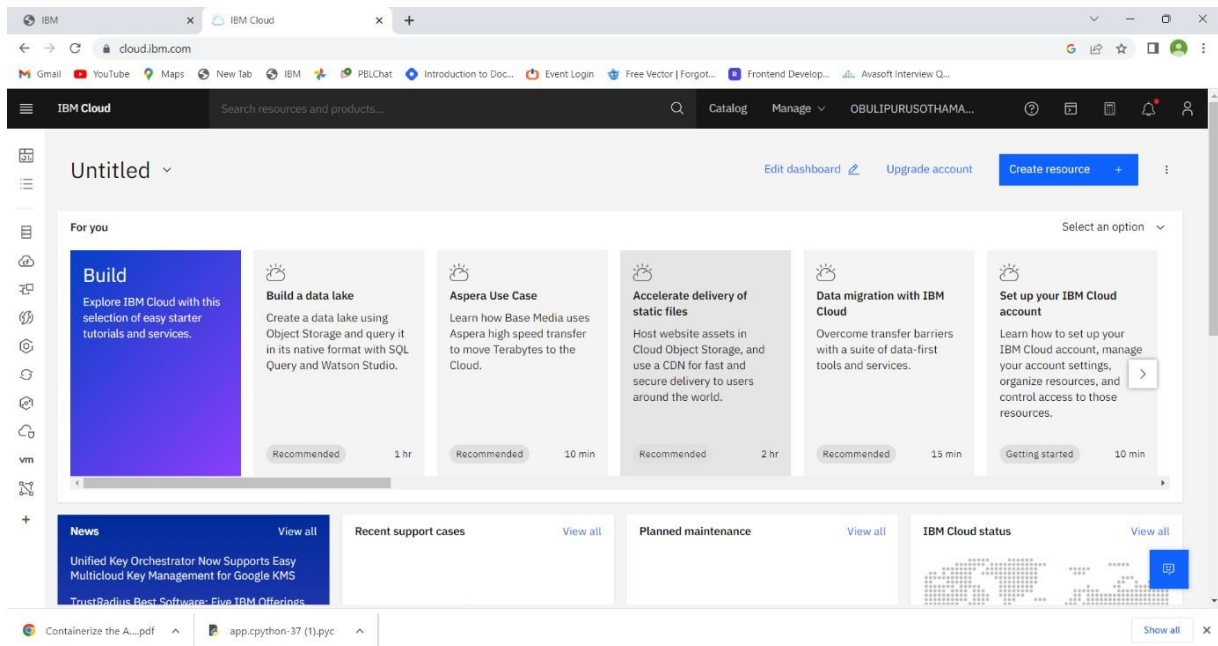 IBM
IBM Cloud
cloud.ibm.com
Gmail YouTube Maps New Tab IBM PBLChat Introduction to Doc... Event Login Free Vector | Forgot... Frontend Develop... Avasoft Interview Q...
IBM Cloud Search resources and products... Catalog Manage OBULIPURUSOTHAMA...
Untitled
Edit dashboard Upgrade account Create resource +
For you
Select an option
Build
Explore IBM Cloud with this
selection of easy starter
tutorials and services.
Build a data lake
Create a data lake using
Object Storage and query it
in its native format with SQL
Query and Watson Studio.
Recommended 1 hr
Aspera Use Case
Learn how Base Media uses
Aspera high speed transfer
to move Terabytes to the
Cloud.
Recommended 10 min
Accelerate delivery of
static files
Host website assets in
Cloud Object Storage, and
use a CDN for fast and
secure delivery to users
around the world.
Recommended 2 hr
Data migration with IBM
Cloud
Overcome transfer barriers
with a suite of data-first
tools and services.
Recommended 15 min
Set up your IBM Cloud
account
Learn how to set up your
IBM Cloud account, manage
your account settings,
organize resources, and
control access to those
resources.
Getting started 10 min
vm
News View all
Unified Key Orchestrator Now Supports Easy
Multicloud Key Management for Google KMS
TrustRadius Best Software: Five IBM Offerings
Recent support cases View all
Planned maintenance View all
IBM Cloud status View all
Containerize the A....pdf app.cpython-37 (1).pyc Show all